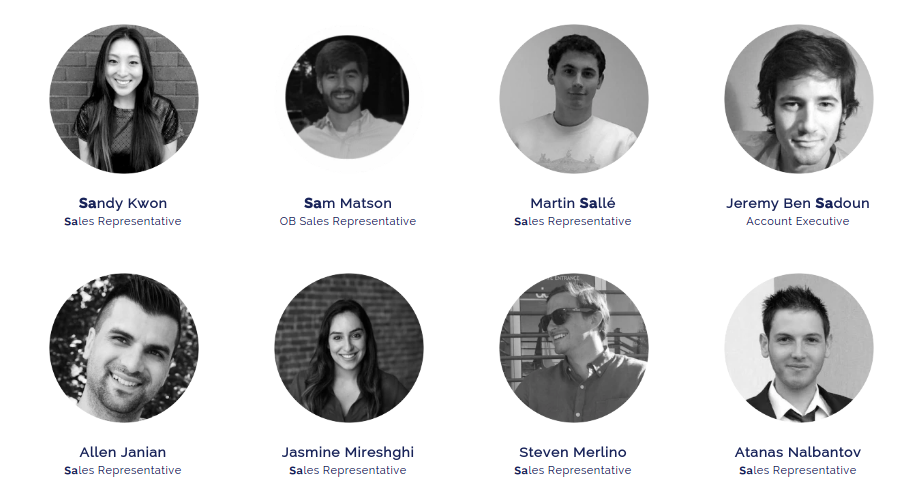 Sandy Kwon
Sales Representative
Sam Matson
OB Sales Representative
Martin Sallé
Sales Representative
Jeremy Ben Sadoun
Account Executive
ENTRANCE
Allen Janian
Sales Representative
Jasmine Mireshghi
Sales Representative
Steven Merlino
Sales Representative
Atanas Nalbantov
Sales Representative